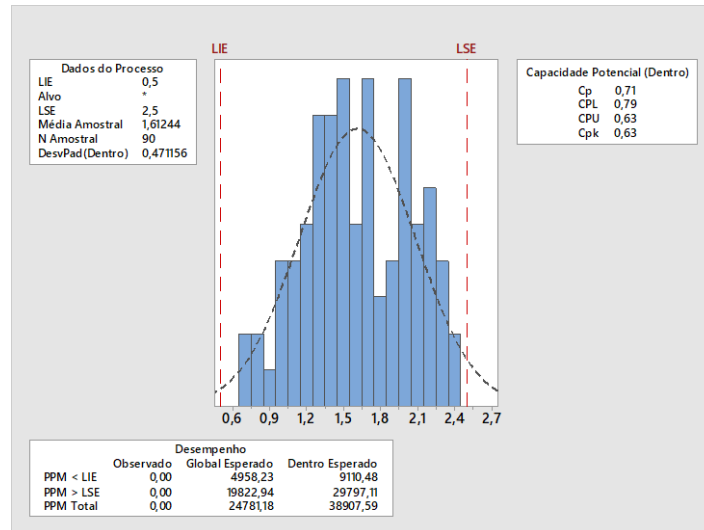 LIE
LSE
Dados do Processo
LIE 0,5
Alvo *
LSE 2,5
Média Amostral 1,61244
N Amostral 90
DesvPad(Dentro) 0,471156
Capacidade Potencial (Dentro)
Cp 0,71
CPL 0,79
CPU 0,63
Cpk 0,63
0,6 0,9 1,2 1,5 1,8 2,1 2,4 2,7
Desempenho
Observado Global Esperado Dentro Esperado
PPM < LIE 0,00 4958,23 9110,48
PPM > LSE 0,00 19822,94 29797,11
PPM Total 0,00 24781,18 38907,59